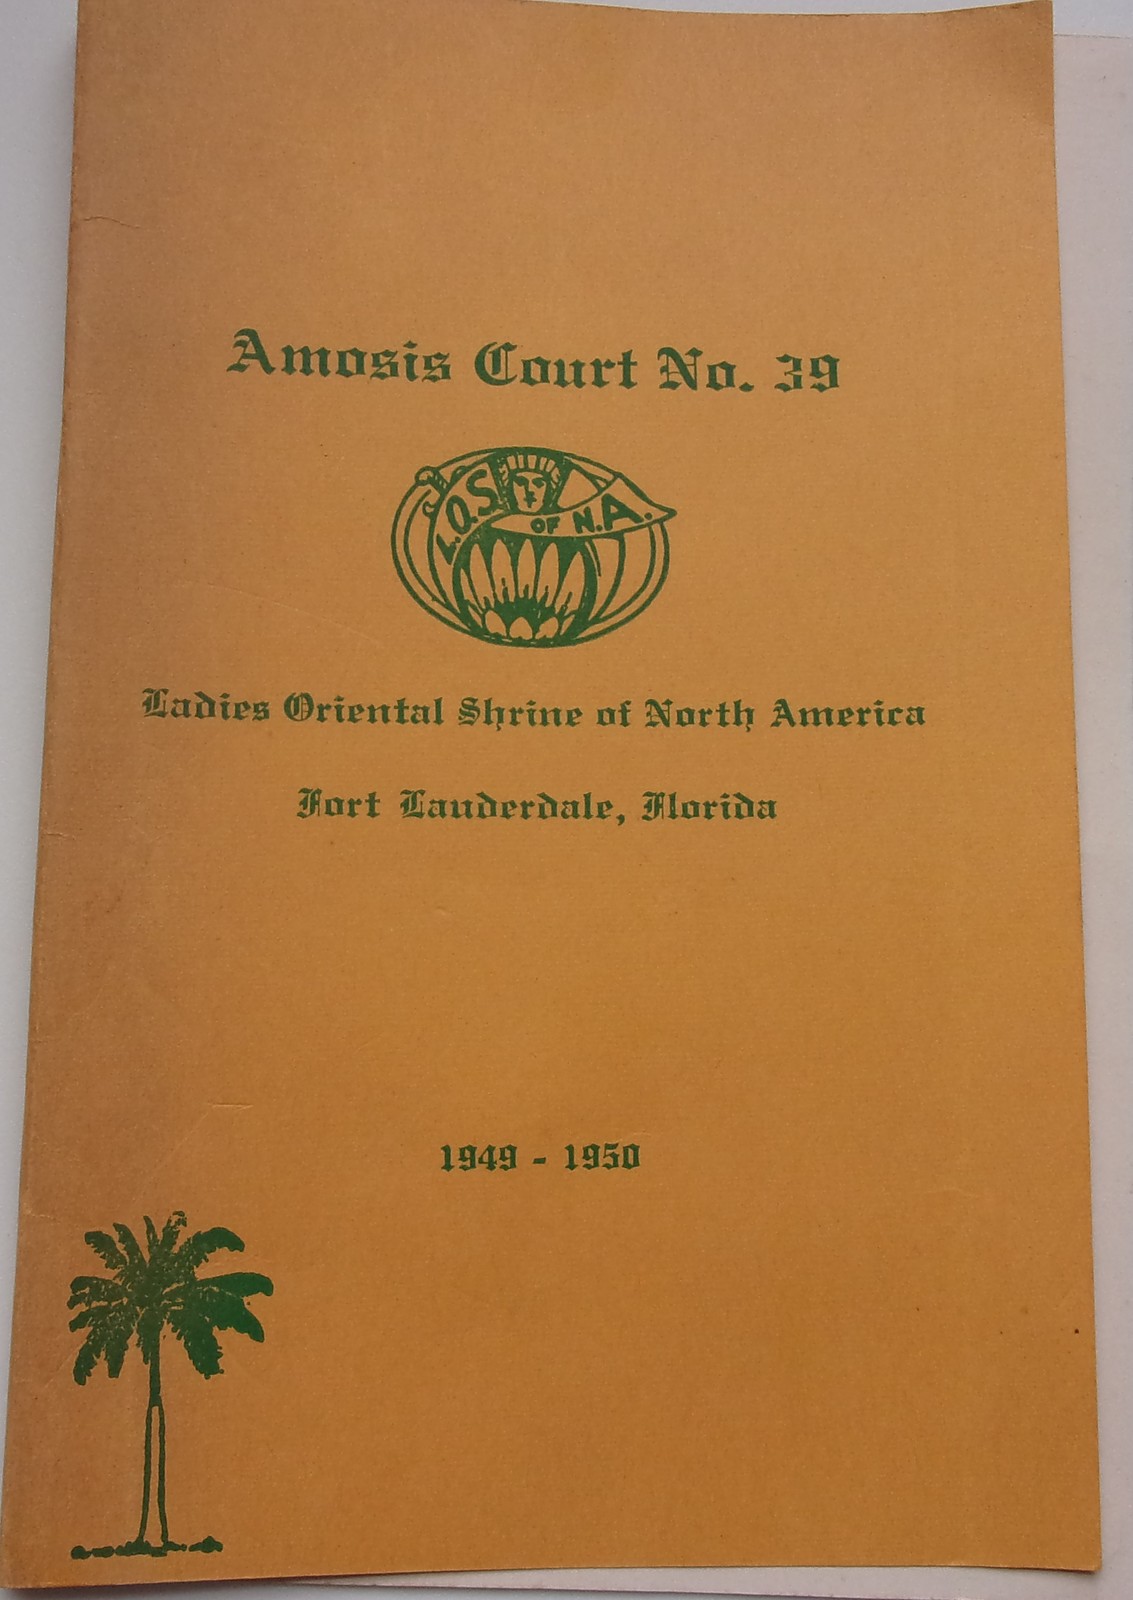 Amosis Court No. 39
L.O.S. OF N.A.
Ladies Oriental Shrine of North America
Fort Lauderdale, Florida
1949 - 1950